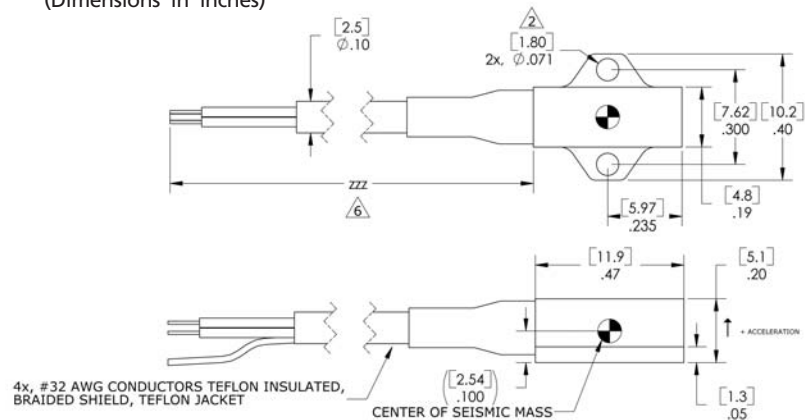 (Dimensions in inches)
[2.5]
Ø.10
2
[1.80]
2x, Ø.071
[7.62]
.300
[10.2]
.40
zzz
6
[5.97]
.235
[4.8]
.19
[11.9]
.47
[5.1]
.20
+ ACCELERATION
4x, #32 AWG CONDUCTORS TEFLON INSULATED,
BRAIDED SHIELD, TEFLON JACKET
([2.54]
.100)
CENTER OF SEISMIC MASS
[1.3]
.05